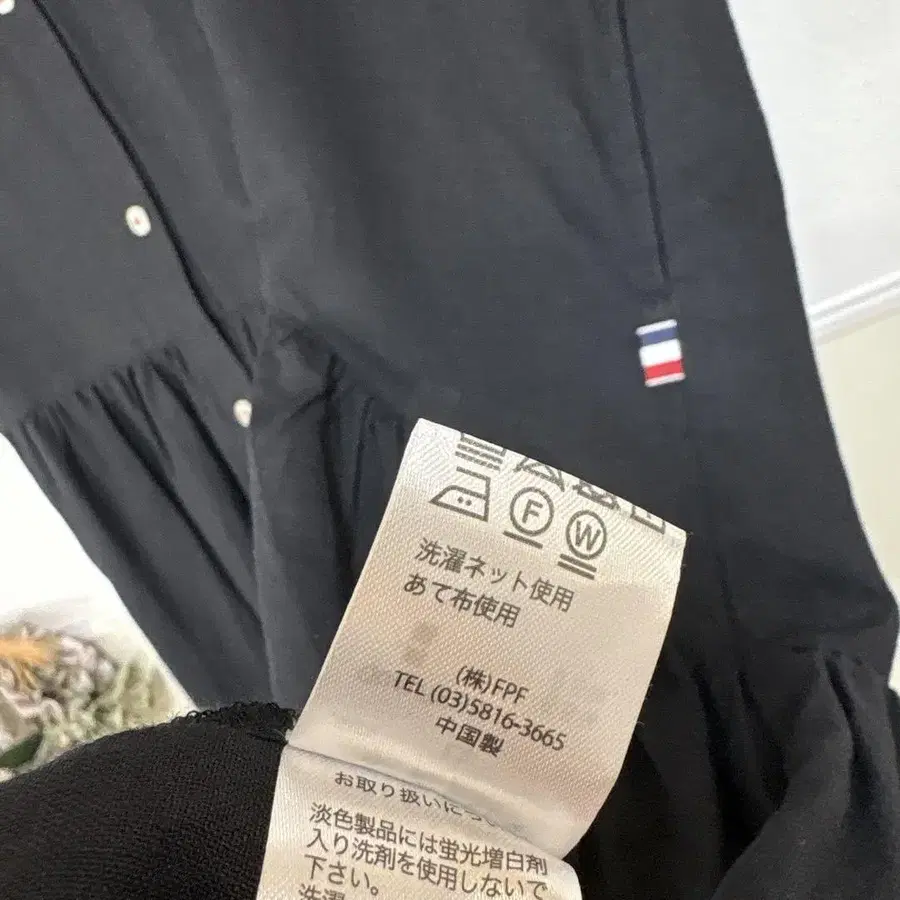 F W
洗濯ネット使用
あて布使用
(株)FPF
TEL (03)5816-3665
中国製
お取り扱いに
淡色製品には蛍光増白剤
入り洗剤を使用しないで
下さい。
洗濯